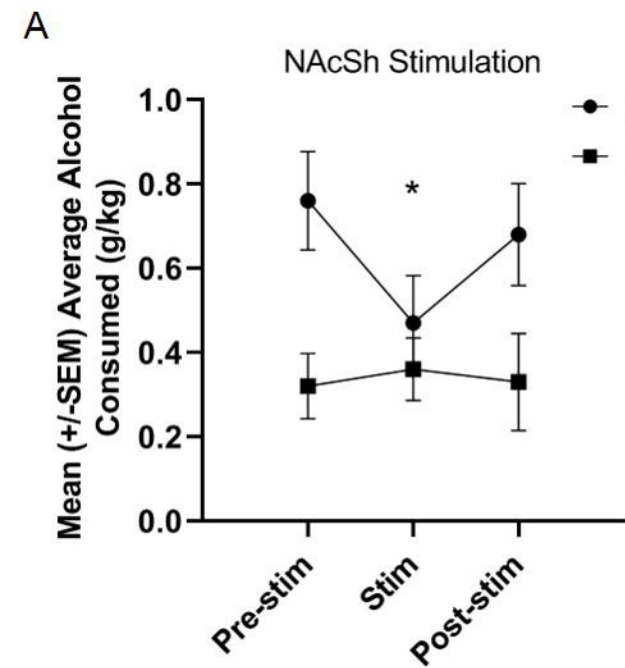 A
NAcSh Stimulation
Mean (+/-SEM) Average Alcohol
Consumed (g/kg)
1.0
0.8
0.6
0.4
0.2
0.0
*
Pre-stim
Stim
Post-stim